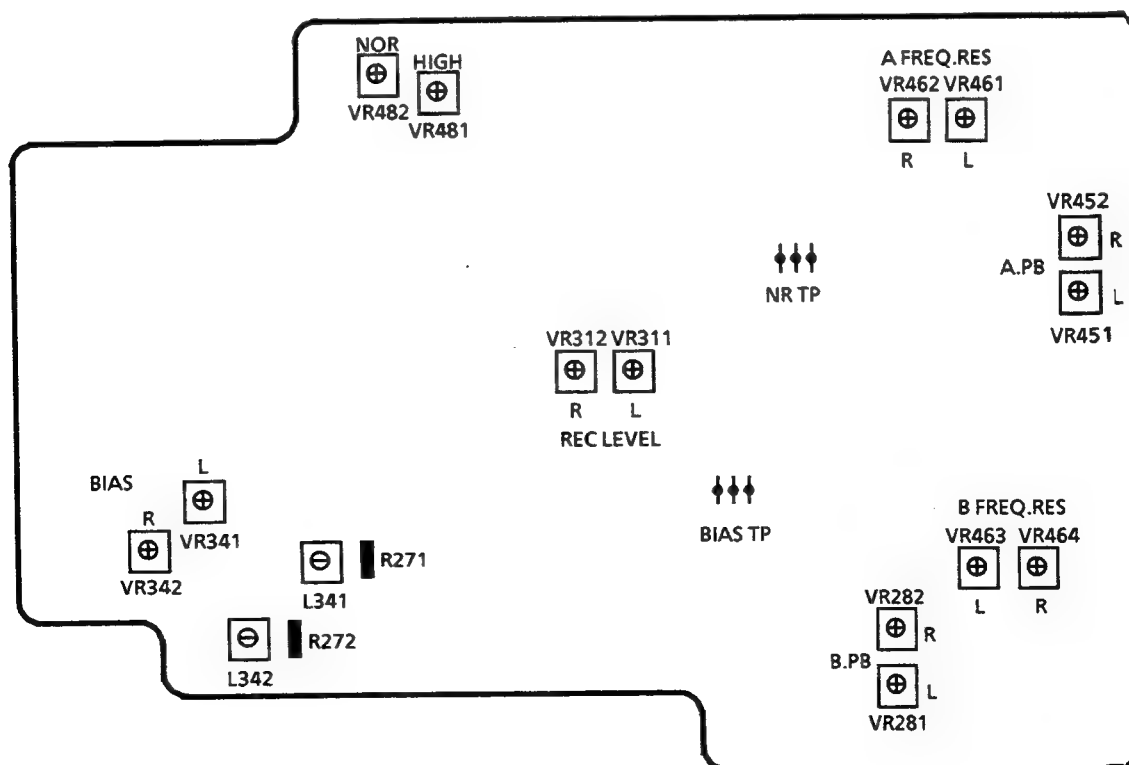 NOR
HIGH
VR482
VR481
A FREQ.RES
VR462 VR461
R L
VR452
R
A.PB
L
VR451
NR TP
VR312 VR311
R L
REC LEVEL
BIAS
L
R
VR341
VR342
R271
L341
R272
L342
BIAS TP
B FREQ.RES
VR463 VR464
L R
VR282
R
B.PB
L
VR281